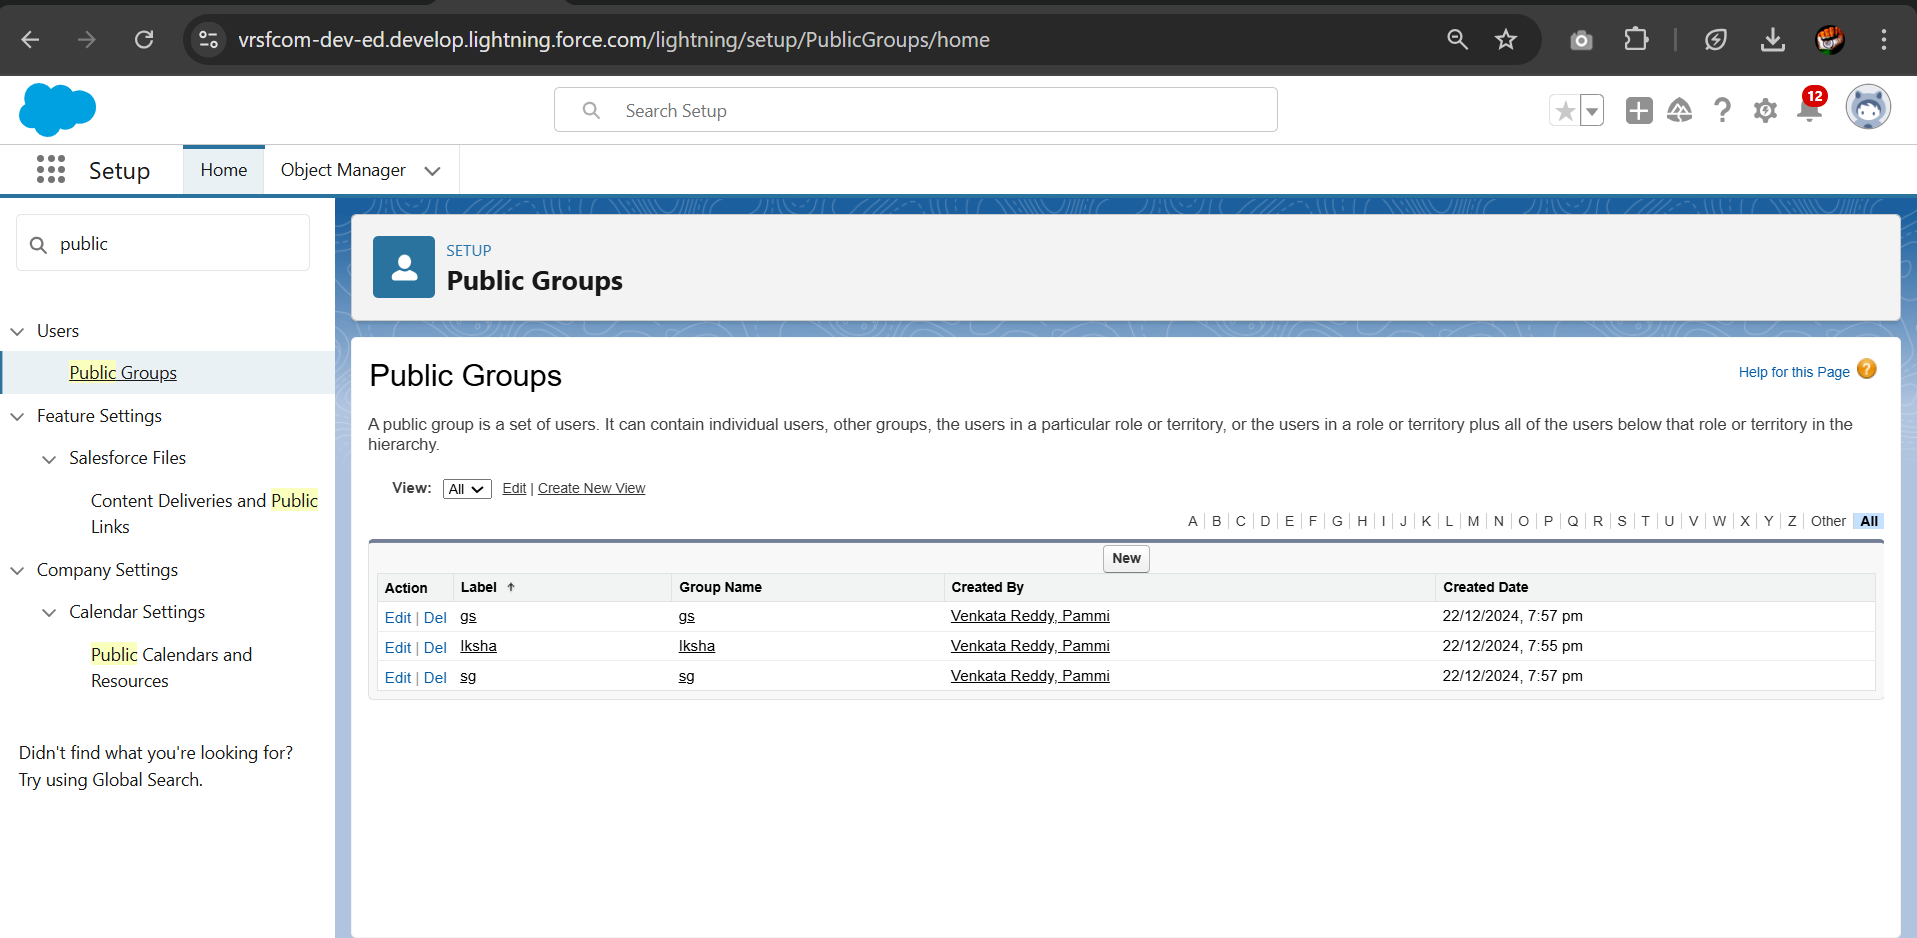 vrsfcom-dev-ed.develop.lightning.force.com/lightning/setup/PublicGroups/home
Search Setup
12
Setup
Home
Object Manager
public
Users
Public Groups
Feature Settings
Salesforce Files
Content Deliveries and Public
Links
Company Settings
Calendar Settings
Public Calendars and
Resources
Didn't find what you're looking for?
Try using Global Search.
SETUP
Public Groups
Public Groups
Help for this Page ?
A public group is a set of users. It can contain individual users, other groups, the users in a particular role or territory, or the users in a role or territory plus all of the users below that role or territory in the
hierarchy.
View: All Edit | Create New View
A | B | C | D | E | F | G | H | I | J | K | L | M | N | O | P | Q | R | S | T | U | V | W | X | Y | Z | Other | All
New
Action Label ↑ Group Name Created By Created Date
Edit | Del gs gs Venkata Reddy, Pammi 22/12/2024, 7:57 pm
Edit | Del lksha lksha Venkata Reddy, Pammi 22/12/2024, 7:55 pm
Edit | Del sg sg Venkata Reddy, Pammi 22/12/2024, 7:57 pm